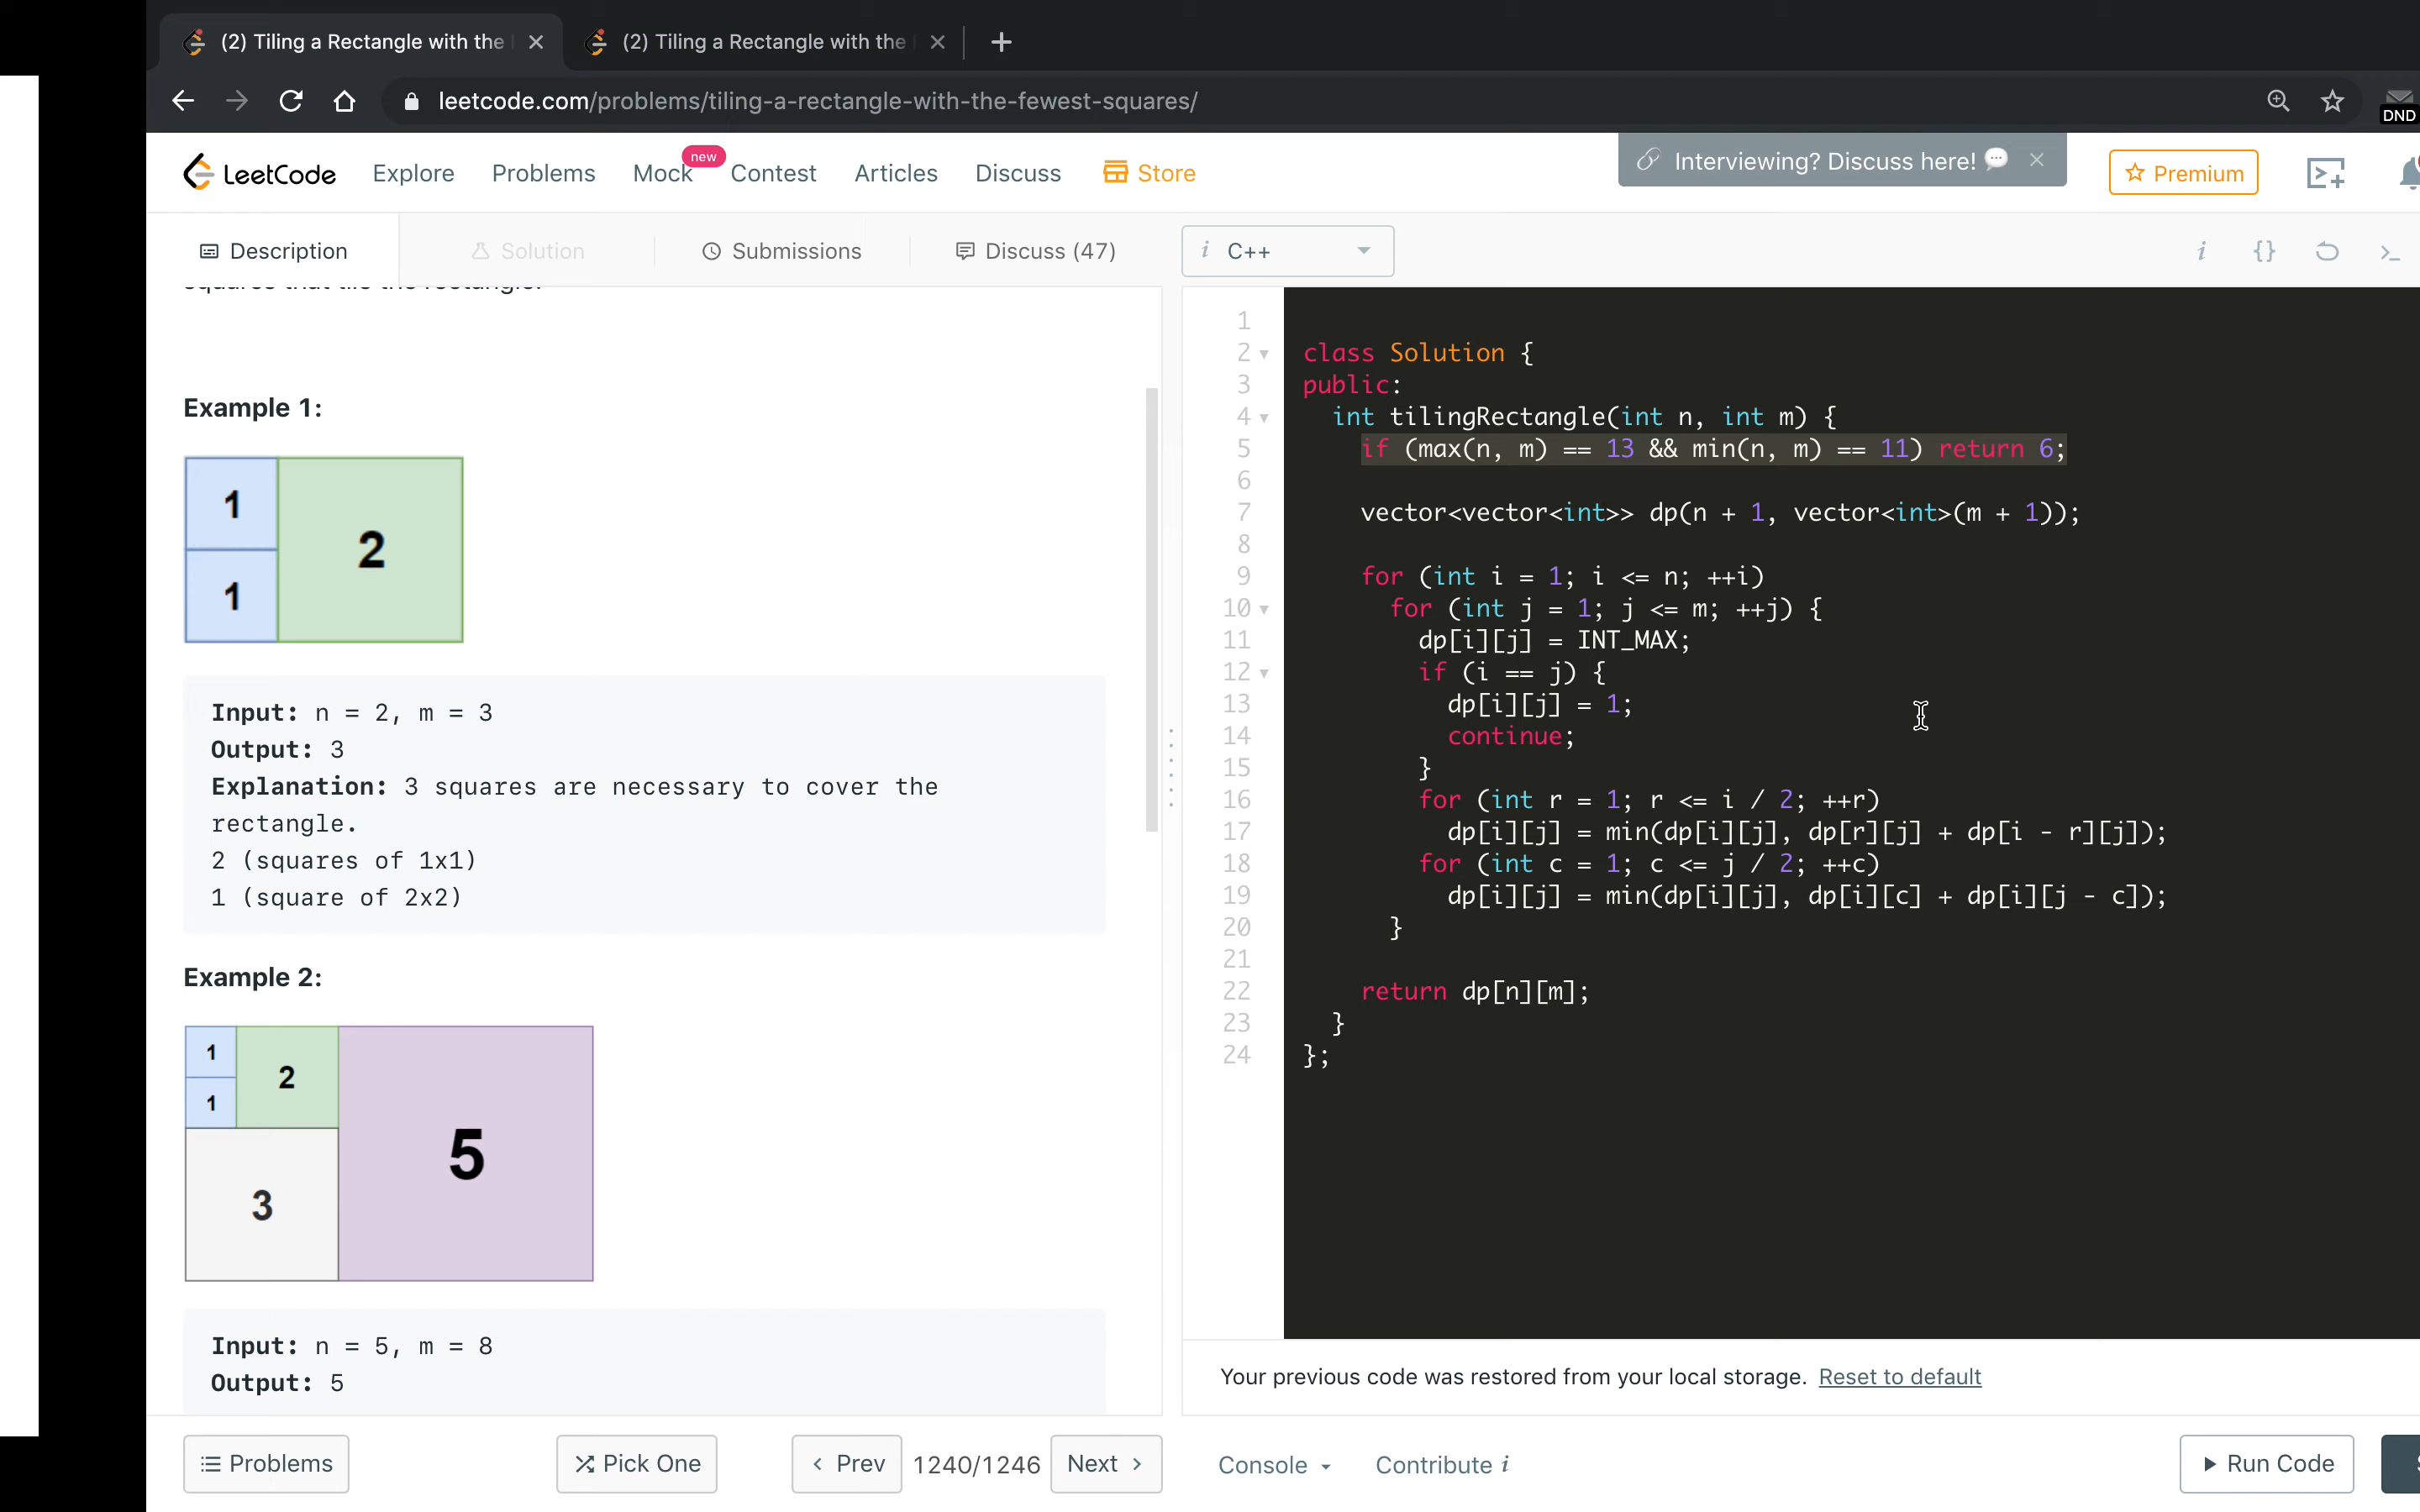 (2) Tiling a Rectangle with the
(2) Tiling a Rectangle with the
leetcode.com/problems/tiling-a-rectangle-with-the-fewest-squares/
DND
LeetCode
Explore
Problems
Mock
new
Contest
Articles
Discuss
Store
Interviewing? Discuss here!
Premium
Description
Solution
Submissions
Discuss (47)
i C++
squares that tile the rectangle.
Example 1:
1
2
1
Input: n = 2, m = 3
Output: 3
Explanation: 3 squares are necessary to cover the
rectangle.
2 (squares of 1x1)
1 (square of 2x2)
Example 2:
1
2
1
5
3
Input: n = 5, m = 8
Output: 5
1
2 class Solution {
3 public:
4 int tilingRectangle(int n, int m) {
5 if (max(n, m) == 13 && min(n, m) == 11) return 6;
6
7 vector<vector<int>> dp(n + 1, vector<int>(m + 1));
8
9 for (int i = 1; i <= n; ++i)
10 for (int j = 1; j <= m; ++j) {
11 dp[i][j] = INT_MAX;
12 if (i == j) {
13 dp[i][j] = 1;
14 continue;
15 }
16 for (int r = 1; r <= i / 2; ++r)
17 dp[i][j] = min(dp[i][j], dp[r][j] + dp[i - r][j]);
18 for (int c = 1; c <= j / 2; ++c)
19 dp[i][j] = min(dp[i][j], dp[i][c] + dp[i][j - c]);
20 }
21
22 return dp[n][m];
23 }
24 };
Your previous code was restored from your local storage. Reset to default
Problems
Pick One
Prev
1240/1246
Next
Console
Contribute i
Run Code